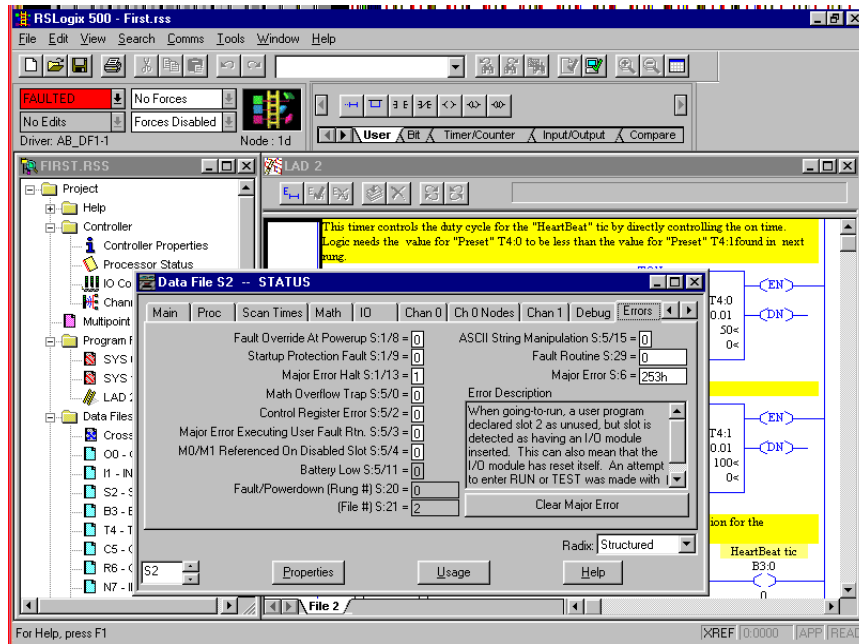 RSLogix 500 - First.rss
File Edit View Search Comms Tools Window Help
FAULTED
No Forces
No Edits
Forces Disabled
Driver: AB_DF1-1
Node : 1d
User Bit Timer/Counter Input/Output Compare
FIRST.RSS
LAD 2
Project
Help
Controller
Controller Properties
Processor Status
IO Co
Chann
Multipoint
Program F
SYS
SYS
LAD 2
Data Files
Cross
O0 - O
I1 - IN
S2 - S
B3 - B
T4 - T
C5 - C
R6 - C
N7 - I
This timer controls the duty cycle for the "HeartBeat" tic by directly controlling the on time.
Logic needs the value for "Preset" T4:0 to be less than the value for "Preset" T4:1found in next
rung.
EN
T4:0
0.01
DN
50<
0<
EN
T4:1
0.01
DN
100<
0<
ion for the
HeartBeat tic
B3:0
0
Data File S2 -- STATUS
Main Proc Scan Times Math IO Chan 0 Ch 0 Nodes Chan 1 Debug Errors
Fault Override At Powerup S:1/8 = 0
Startup Protection Fault S:1/9 = 0
Major Error Halt S:1/13 = 1
Math Overflow Trap S:5/0 = 0
Control Register Error S:5/2 = 0
Major Error Executing User Fault Rtn. S:5/3 = 0
M0/M1 Referenced On Disabled Slot S:5/4 = 0
Battery Low S:5/11 = 0
Fault/Powerdown (Rung #) S:20 = 0
(File #) S:21 = 2
ASCII String Manipulation S:5/15 = 0
Fault Routine S:29 = 0
Major Error S:6 = 253h
Error Description
When going-to-run, a user program
declared slot 2 as unused, but slot is
detected as having an I/O module
inserted. This can also mean that the
I/O module has reset itself. An attempt
to enter RUN or TEST was made with
Clear Major Error
Radix: Structured
S2
Properties
Usage
Help
File 2
For Help, press F1
XREF 0:0000 APP READ